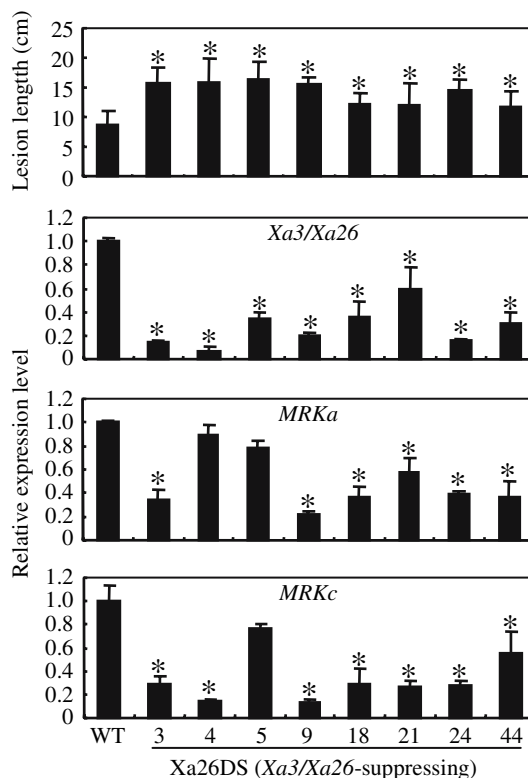 Lesion length (cm)
25
20
15
10
5
0
* * * * * * * *
Relative expression level
Xa3/Xa26
1.2
1.0
0.8
0.6
0.4
0.2
0
* * * * * * * *
MRKa
1.2
1.0
0.8
0.6
0.4
0.2
0
* * * * * *
MRKc
1.2
1.0
0.8
0.6
0.4
0.2
0
* * * * * * *
WT 3 4 5 9 18 21 24 44
Xa26DS (Xa3/Xa26-suppressing)